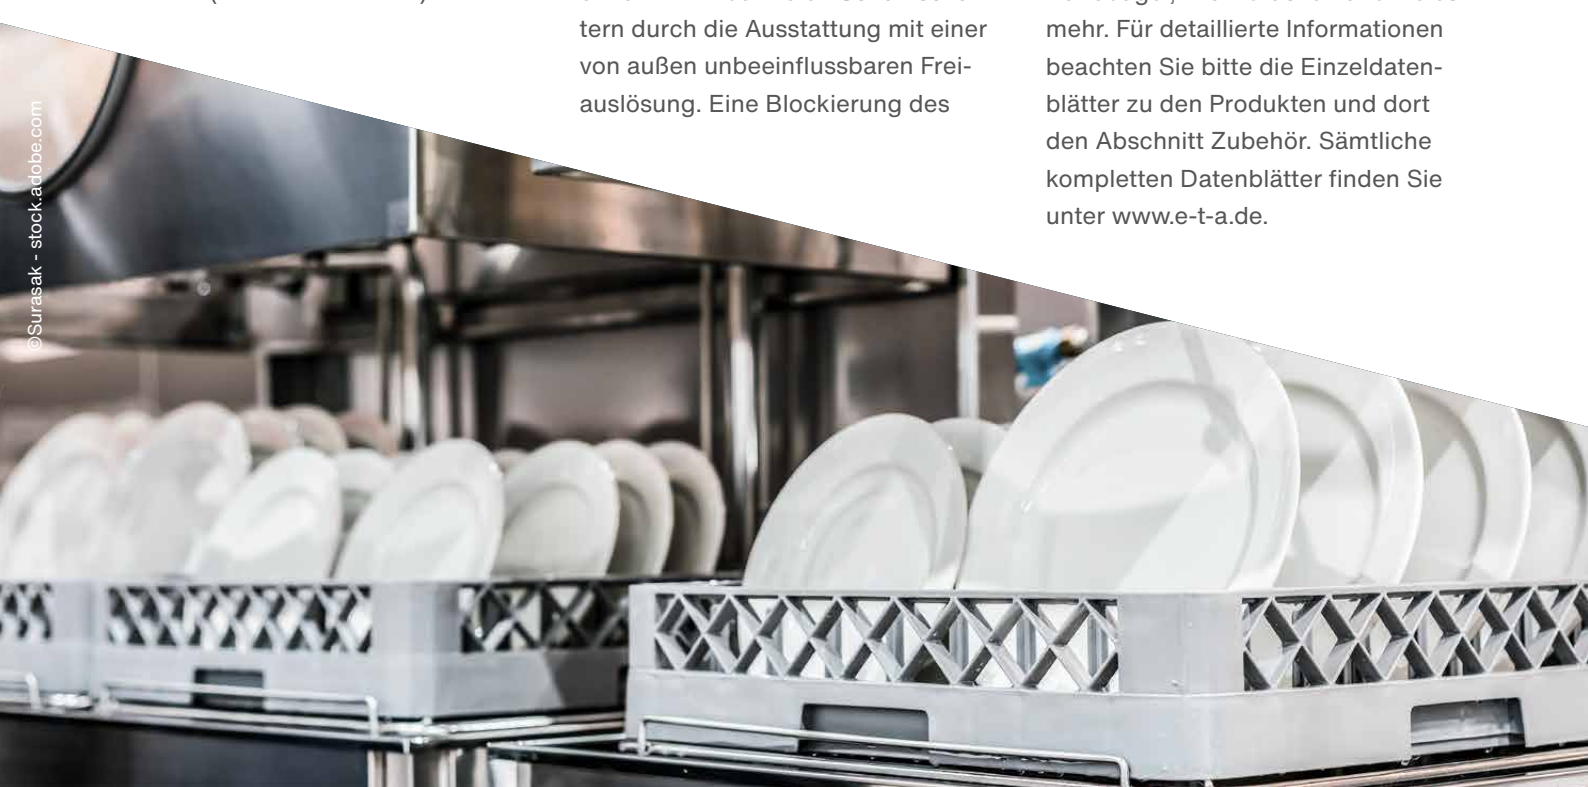 tern durch die Ausstattung mit einer
von außen unbeeinflussbaren Frei-
auslösung. Eine Blockierung des
mehr. Für detaillierte Informationen
beachten Sie bitte die Einzeldaten-
blätter zu den Produkten und dort
den Abschnitt Zubehör. Sämtliche
kompletten Datenblätter finden Sie
unter www.e-t-a.de.
©Surasak - stock.adobe.com